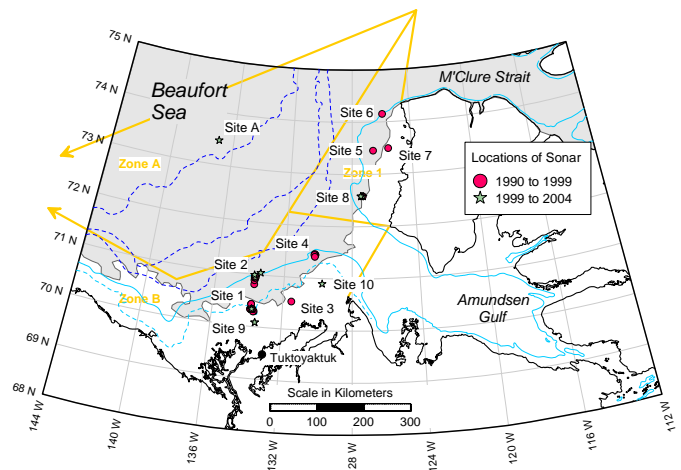 75 N
74 N
73 N
72 N
71 N
70 N
69 N
68 N
Beaufort
Sea
M'Clure Strait
Site 6
Site A
Site 5
Site 7
Zone A
Zone 1
Locations of Sonar
1990 to 1999
1999 to 2004
Site 8
Site 4
Site 2
Site 10
Zone B
Site 1
Site 3
Amundsen
Gulf
Site 9
Tuktoyaktuk
Scale in Kilometers
0 100 200 300
144 W
140 W
136 W
132 W
128 W
124 W
120 W
116 W
112 W